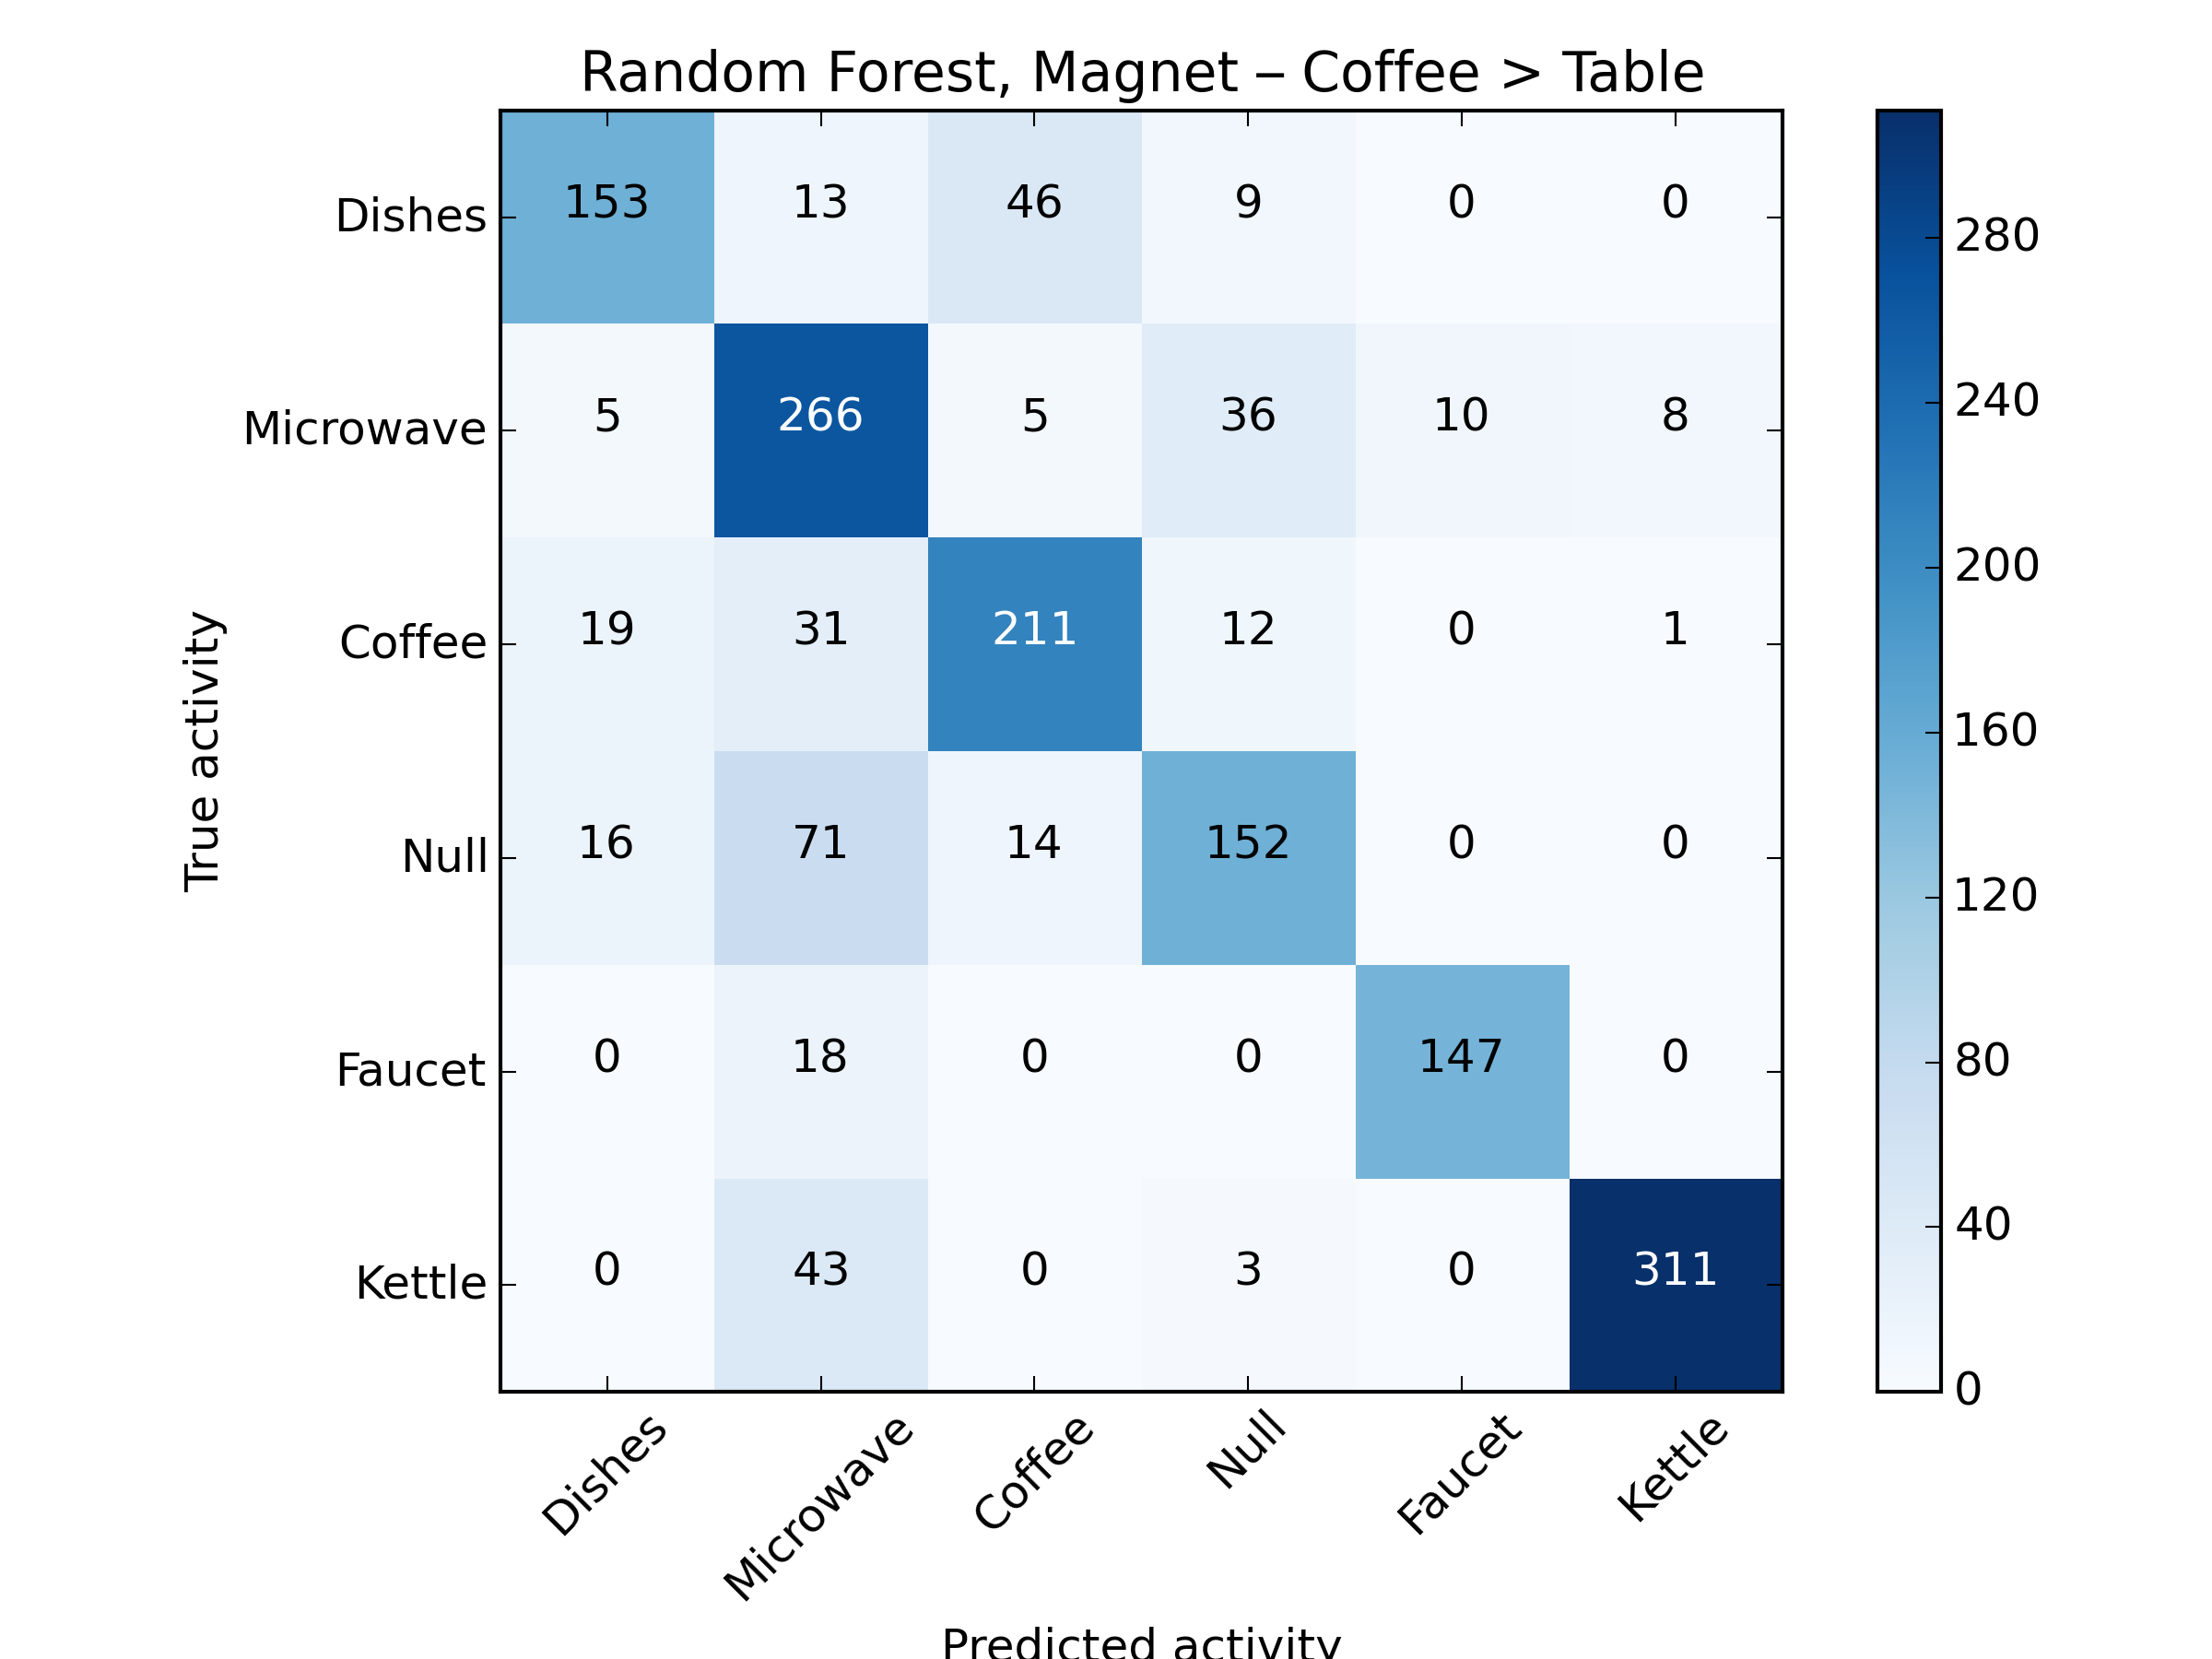 Random Forest, Magnet – Coffee > Table
Dishes 153 13 46 9 0 0
Microwave 5 266 5 36 10 8
Coffee 19 31 211 12 0 1
Null 16 71 14 152 0 0
Faucet 0 18 0 0 147 0
Kettle 0 43 0 3 0 311
True activity
Dishes Microwave Coffee Null Faucet Kettle
Predicted activity
280
240
200
160
120
80
40
0